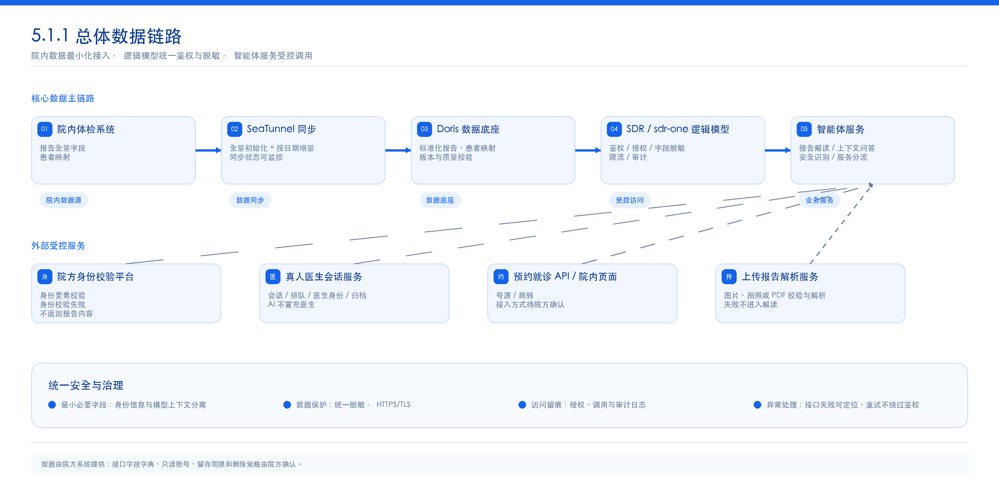 5.1.1 总体数据链路
院内数据最小化接入 · 逻辑模型统一鉴权与脱敏 · 智能体服务受控调用
核心数据主链路
01 院内体检系统
报告全量字段
患者映射
院内数据源
02 SeaTunnel 同步
全量初始化 + 按日期增量
同步状态可监控
数据同步
03 Doris 数据底座
标准化报告、患者映射
版本与质量校验
数据底座
04 SDR / sdr-one 逻辑模型
鉴权 / 授权 / 字段脱敏
限流 / 审计
受控访问
05 智能体服务
报告解读 / 上下文问答
安全识别 / 服务分流
业务服务
外部受控服务
身 院方身份校验平台
身份要素校验
身份校验失败
不返回报告内容
医 真人医生会话服务
会话 / 排队 / 医生身份 / 归档
AI 不冒充医生
约 预约就诊 API / 院内页面
号源 / 跳转
接入方式待院方确认
传 上传报告解析服务
图片、拍照或 PDF 校验与解析
失败不进入解读
统一安全与治理
最小必要字段：身份信息与模型上下文分离
数据保护：统一脱敏 · HTTPS/TLS
访问留痕：授权、调用与审计日志
异常处理：接口失败可定位、重试不绕过鉴权
数据由院方系统提供；接口字段字典、只读账号、留存期限和删除策略由院方确认。